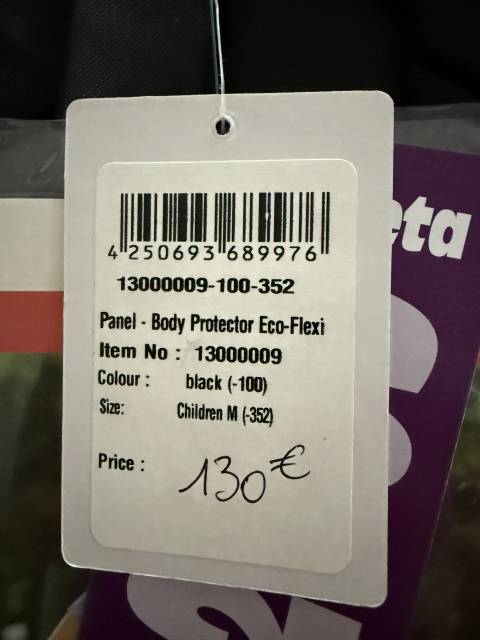 4 250693 689976
13000009-100-352
Panel - Body Protector Eco-Flexi
Item No : 13000009
Colour : black (-100)
Size: Children M (-352)
Price : 130 €
eta